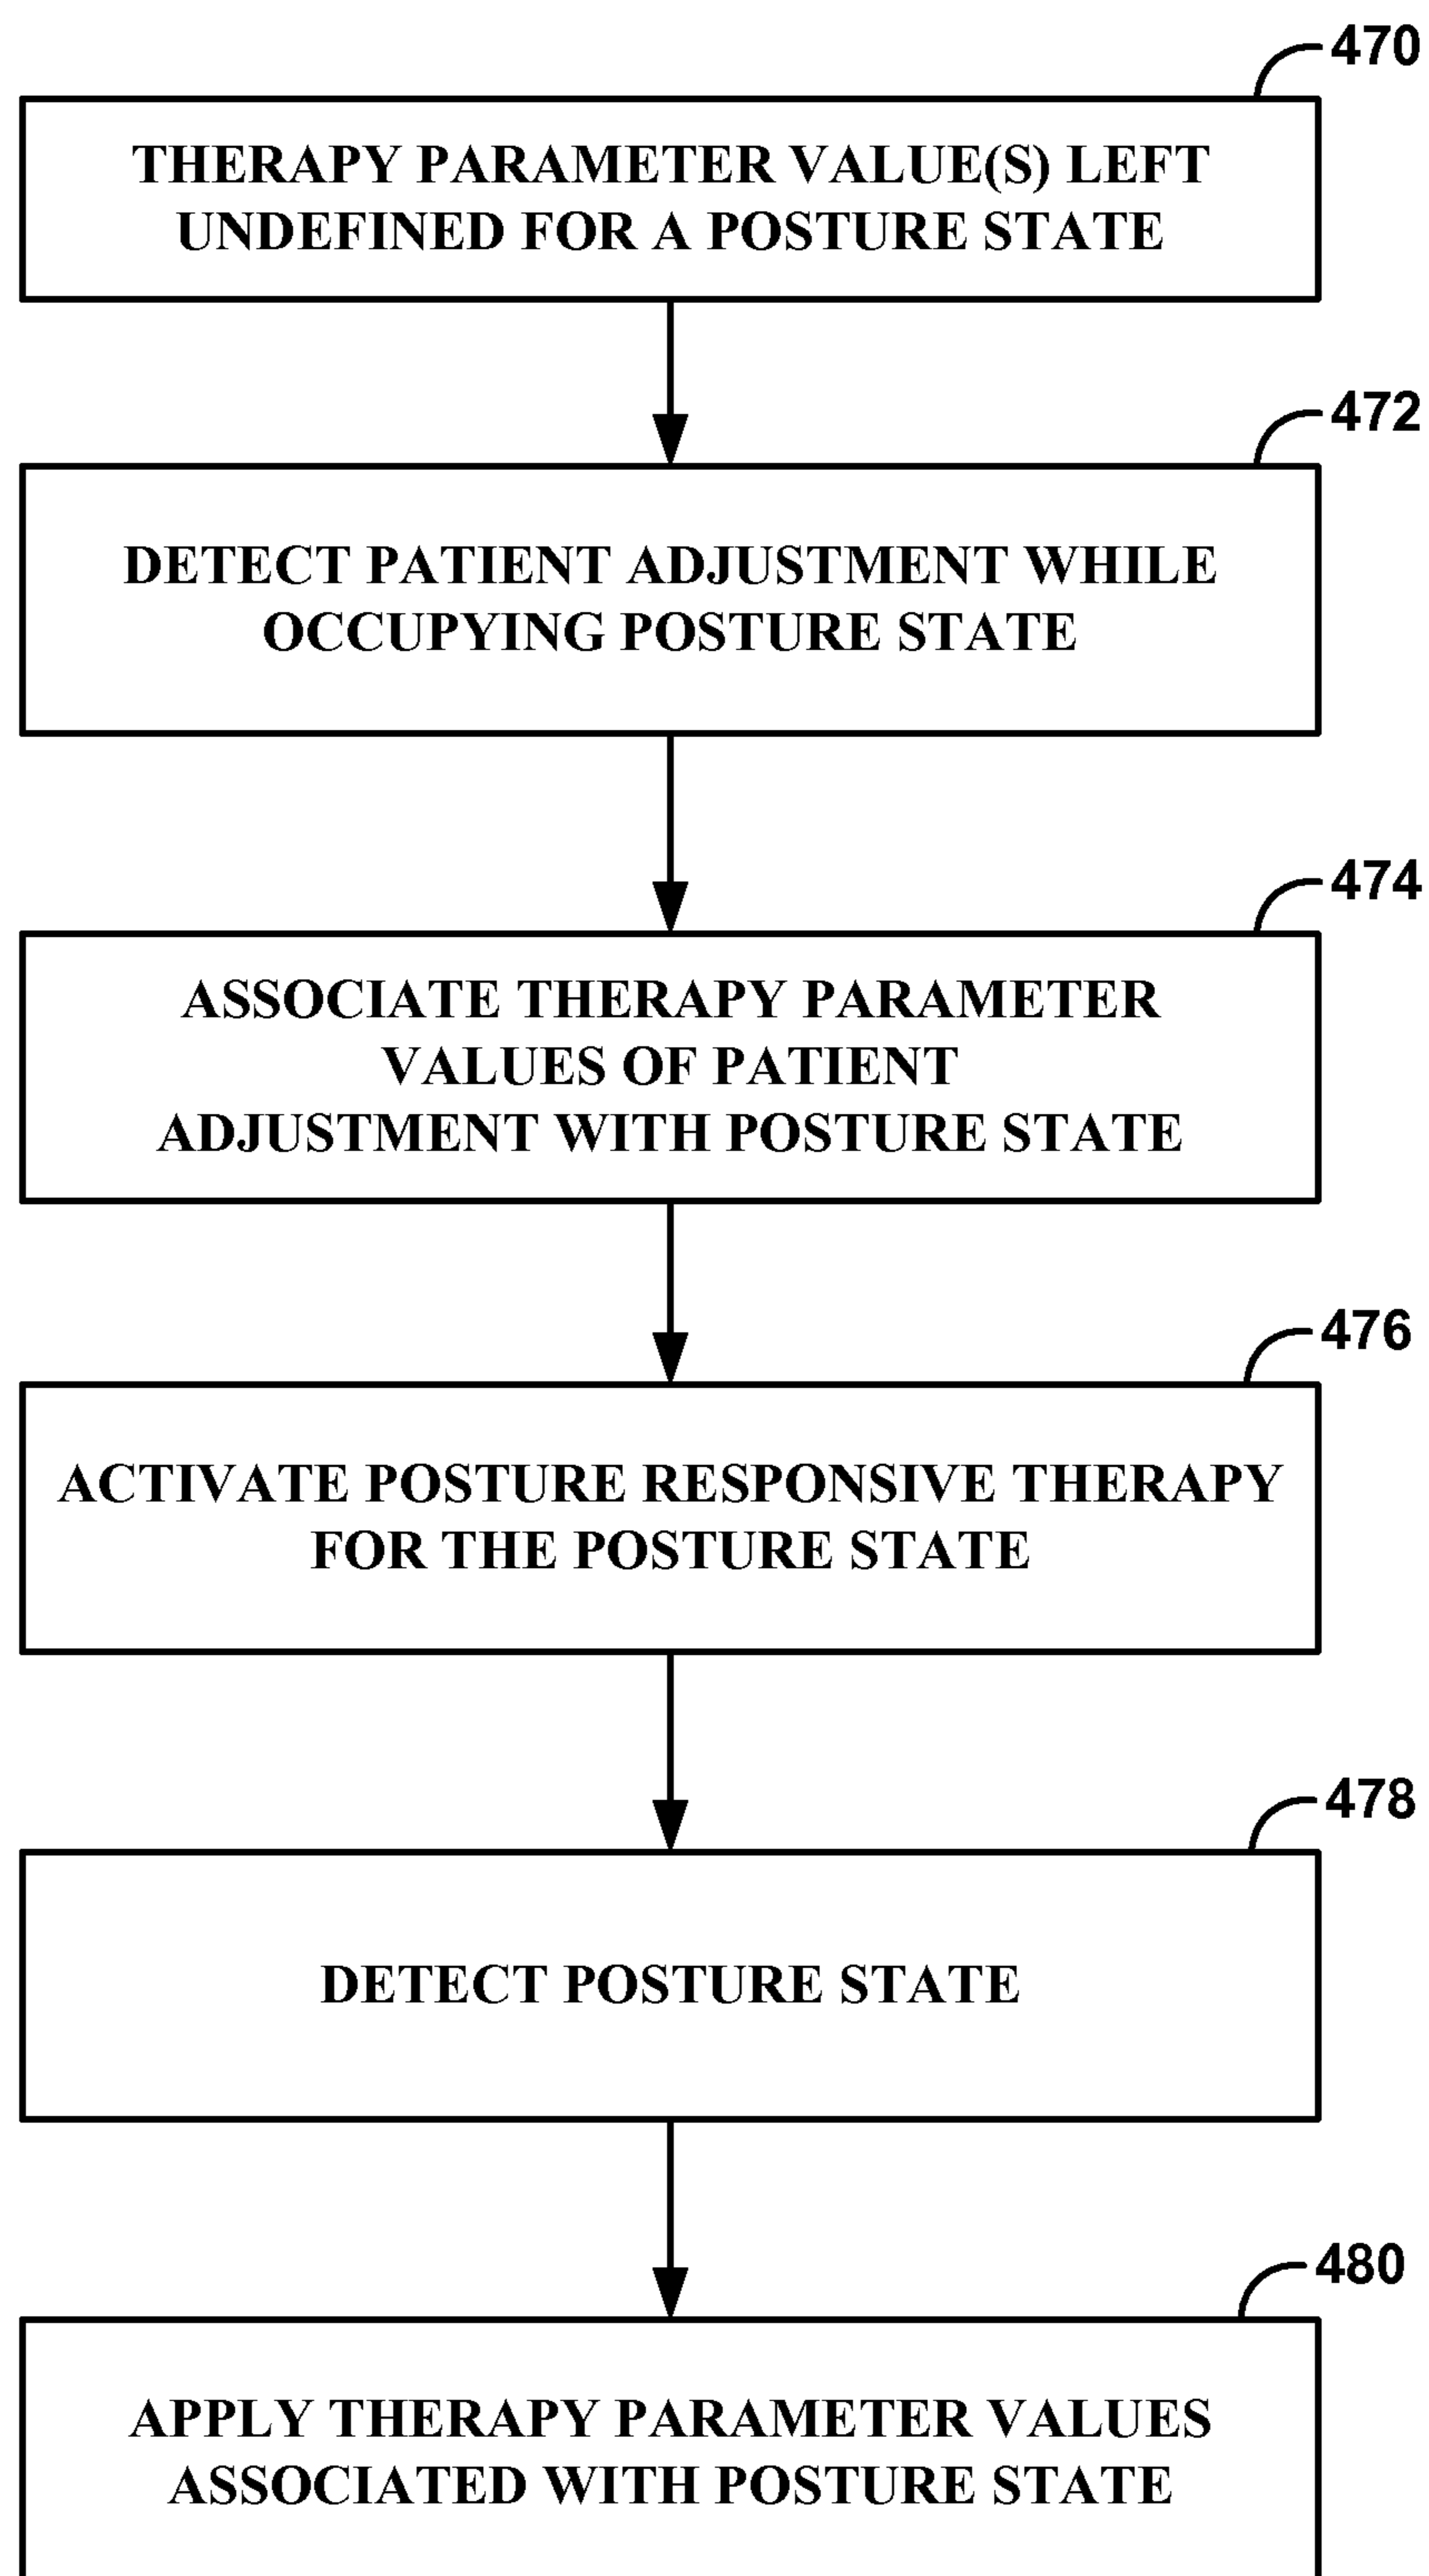 470
THERAPY PARAMETER VALUE(S) LEFT
UNDEFINED FOR A POSTURE STATE
472
DETECT PATIENT ADJUSTMENT WHILE
OCCUPYING POSTURE STATE
474
ASSOCIATE THERAPY PARAMETER
VALUES OF PATIENT
ADJUSTMENT WITH POSTURE STATE
476
ACTIVATE POSTURE RESPONSIVE THERAPY
FOR THE POSTURE STATE
478
DETECT POSTURE STATE
480
APPLY THERAPY PARAMETER VALUES
ASSOCIATED WITH POSTURE STATE